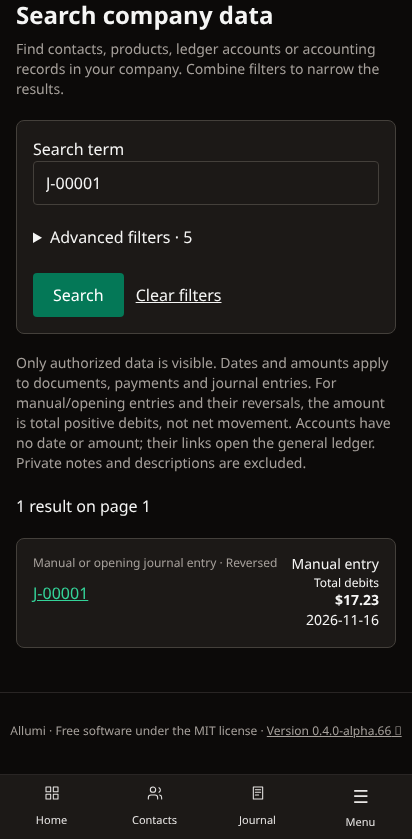 Search company data
Find contacts, products, ledger accounts or accounting
records in your company. Combine filters to narrow the
results.
Search term
J-00001
Advanced filters · 5
Search
Clear filters
Only authorized data is visible. Dates and amounts apply
to documents, payments and journal entries. For
manual/opening entries and their reversals, the amount
is total positive debits, not net movement. Accounts have
no date or amount; their links open the general ledger.
Private notes and descriptions are excluded.
1 result on page 1
Manual or opening journal entry · Reversed
J-00001
Manual entry
Total debits
$17.23
2026-11-16
Allumi · Free software under the MIT license · Version 0.4.0-alpha.66
Home
Contacts
Journal
Menu